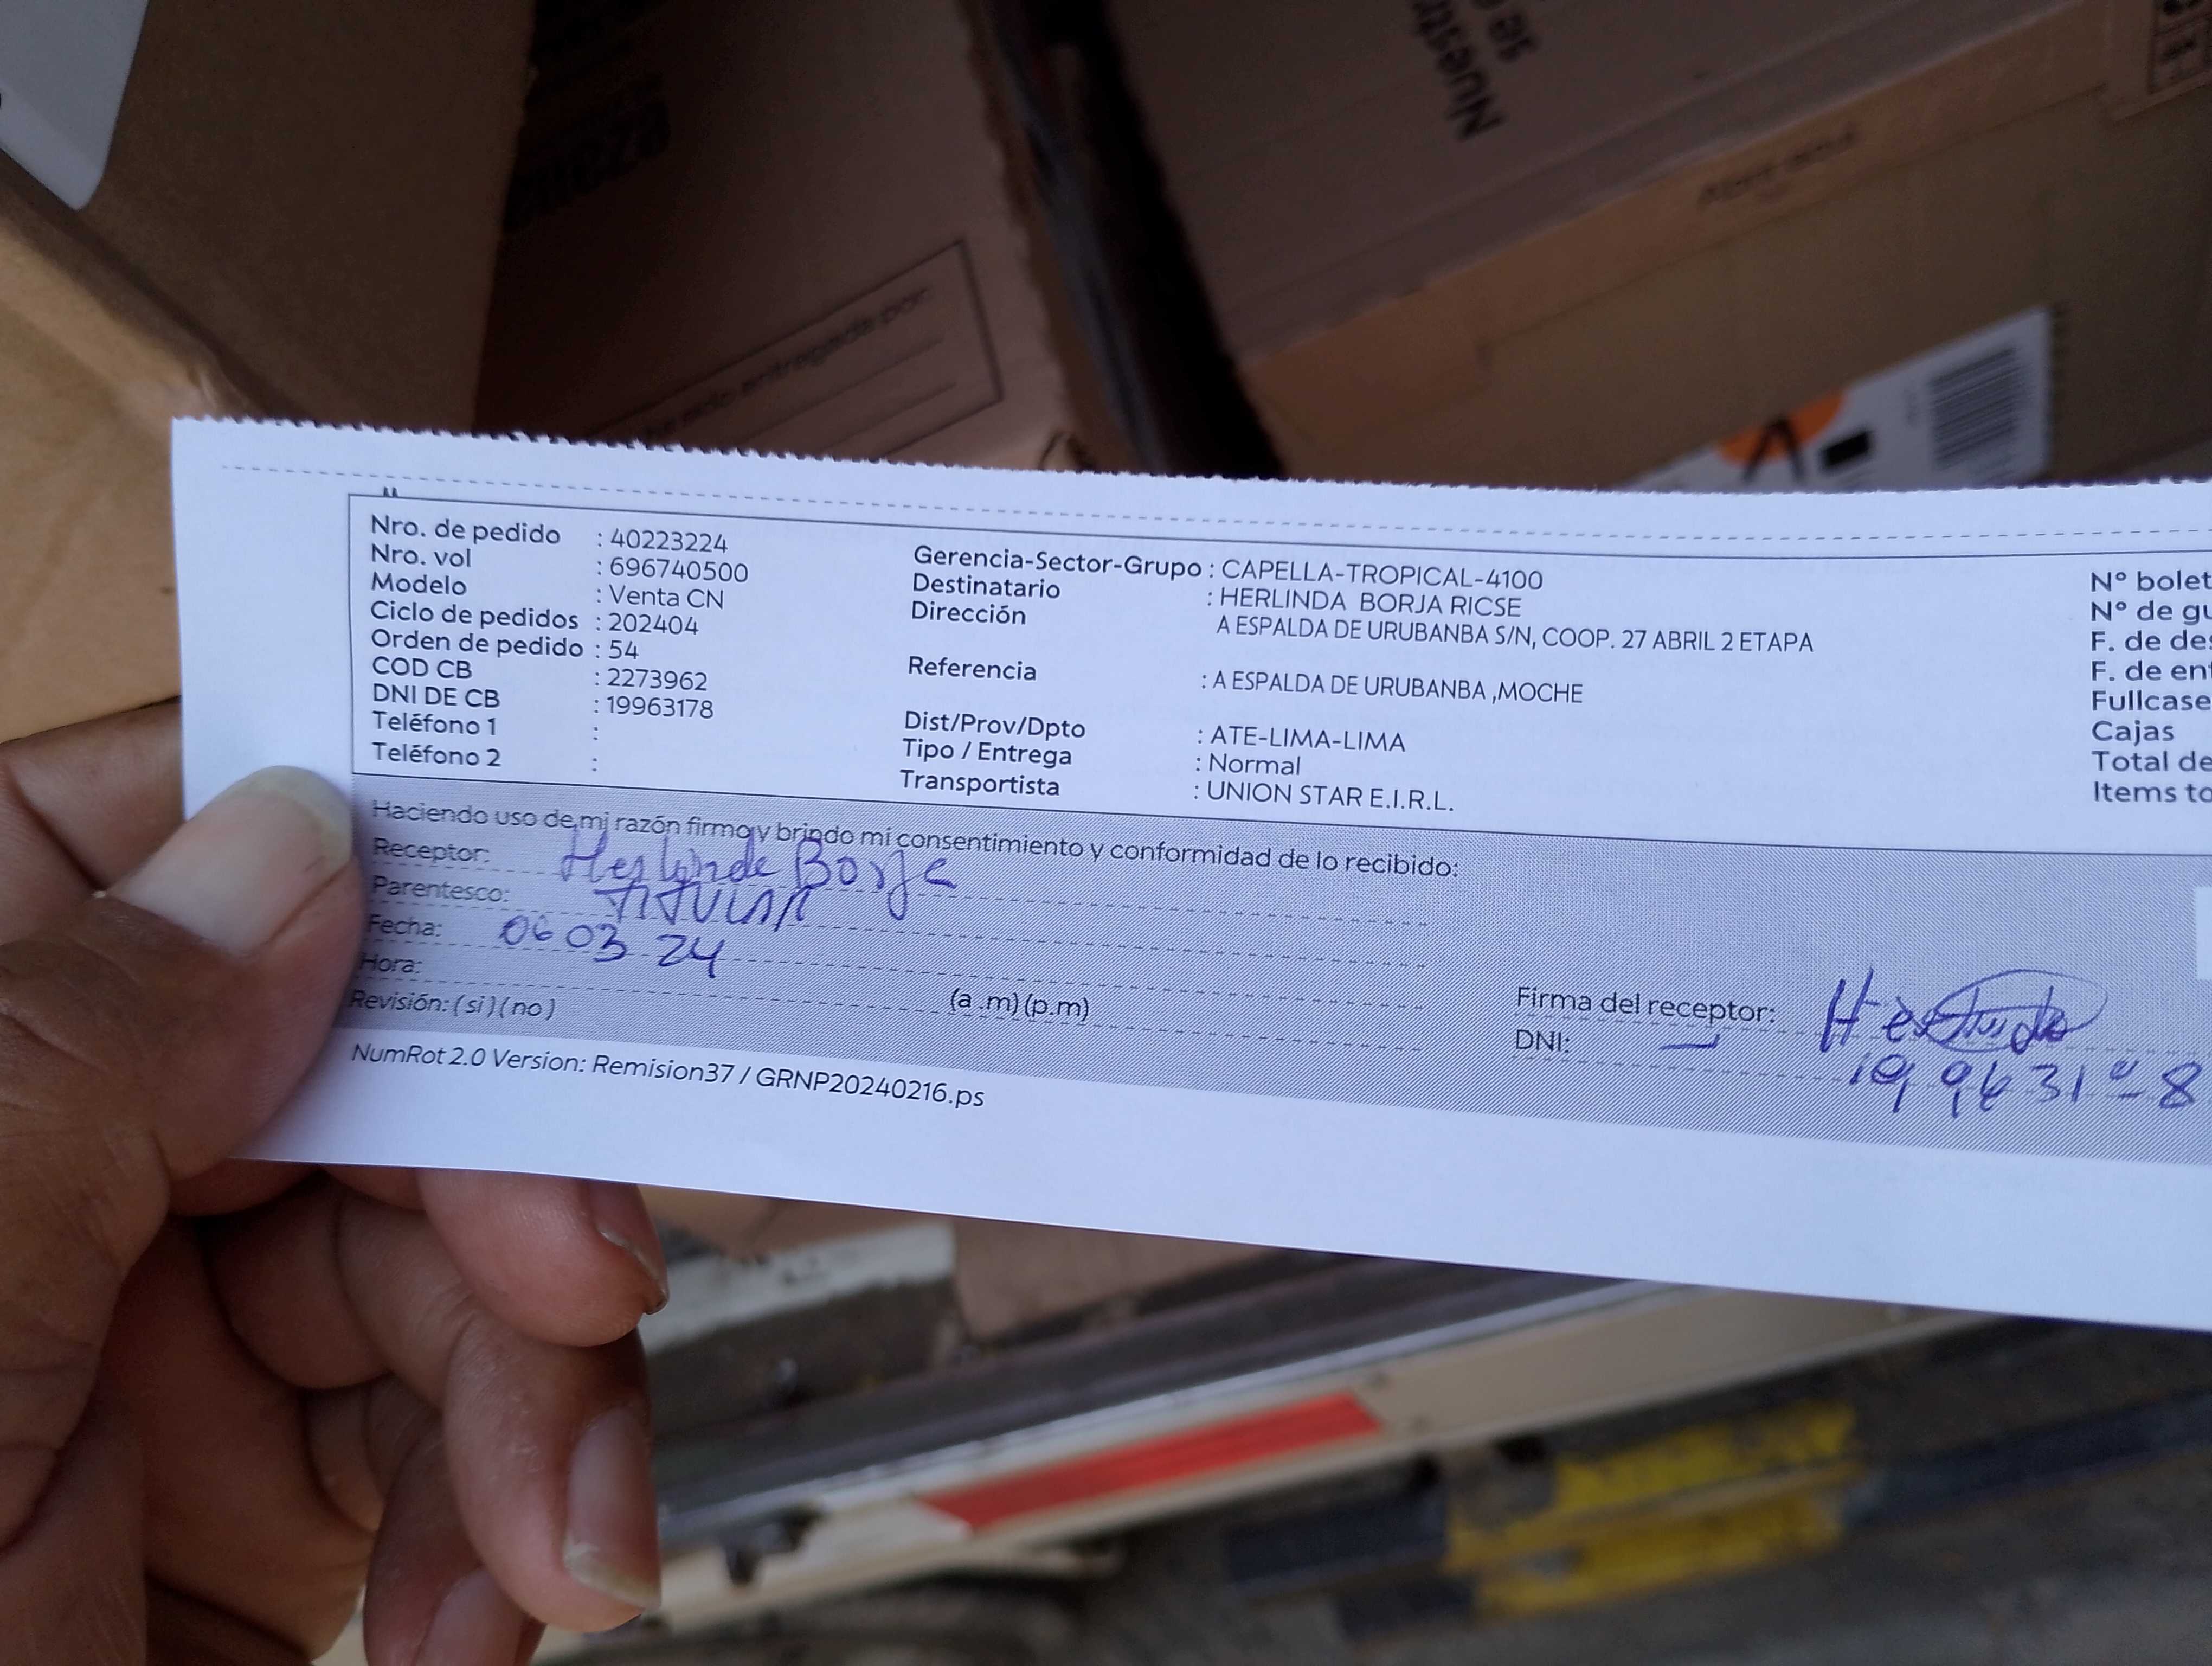 Nuestr
se
Nro. de pedido : 40223224
Nro. vol : 696740500
Modelo : Venta CN
Ciclo de pedidos : 202404
Orden de pedido : 54
COD CB : 2273962
DNI DE CB : 19963178
Teléfono 1 :
Teléfono 2 :
Gerencia-Sector-Grupo : CAPELLA-TROPICAL-4100
Destinatario : HERLINDA BORJA RICSE
Dirección A ESPALDA DE URUBANBA S/N, COOP. 27 ABRIL 2 ETAPA
Referencia : A ESPALDA DE URUBANBA ,MOCHE
Dist/Prov/Dpto : ATE-LIMA-LIMA
Tipo / Entrega : Normal
Transportista : UNION STAR E.I.R.L.
N° bolet
N° de gu
F. de des
F. de ent
Fullcase
Cajas
Total de
Items to
Haciendo uso de mi razón firmo y brindo mi consentimiento y conformidad de lo recibido:
Receptor: Borja
Parentesco: TITULAR
Fecha: 06 03 24
Hora: (a.m)(p.m)
Revisión: (si)(no)
Firma del receptor:
DNI:
NumRot 2.0 Version: Remision37 / GRNP20240216.ps